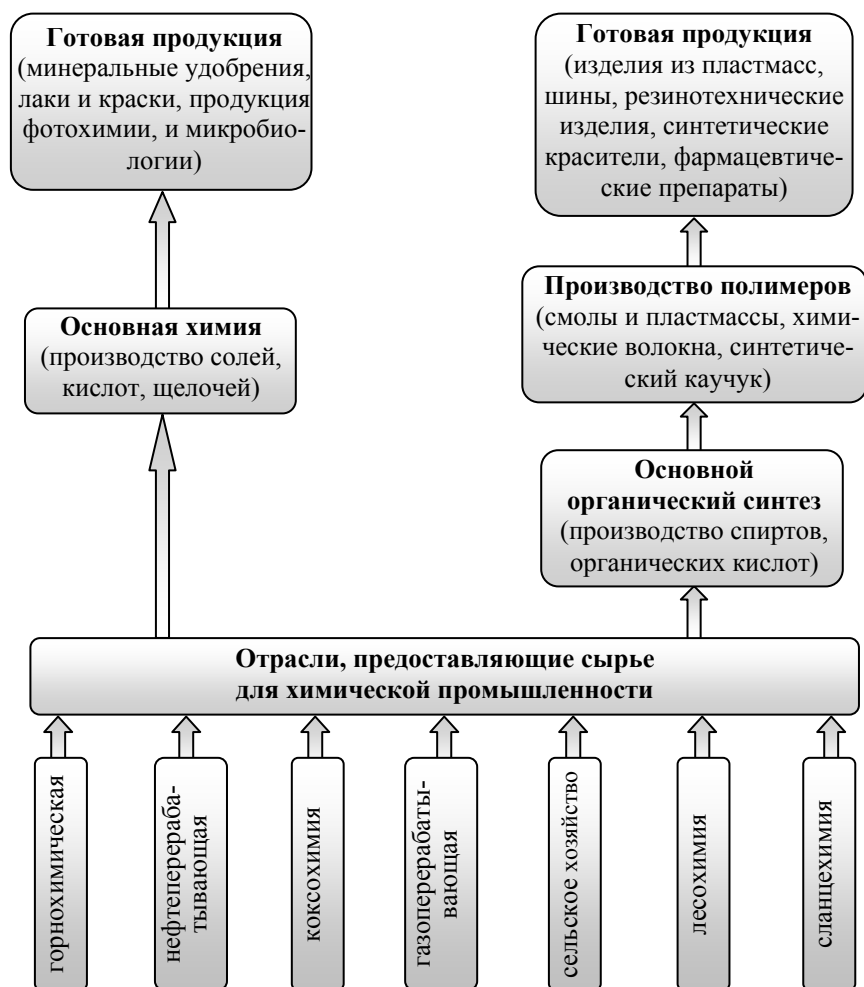 Готовая продукция
(минеральные удобрения,
лаки и краски, продукция
фотохимии, и микробио-
логии)
Готовая продукция
(изделия из пластмасс,
шины, резинотехнические
изделия, синтетические
красители, фармацевтиче-
ские препараты)
Основная химия
(производство солей,
кислот, щелочей)
Производство полимеров
(смолы и пластмассы, хими-
ческие волокна, синтетиче-
ский каучук)
Основной
органический синтез
(производство спиртов,
органических кислот)
Отрасли, предоставляющие сырье
для химической промышленности
горнохимическая
нефтеперераба-
тывающая
коксохимия
газоперерабаты-
вающая
сельское хозяйство
лесохимия
сланцехимия